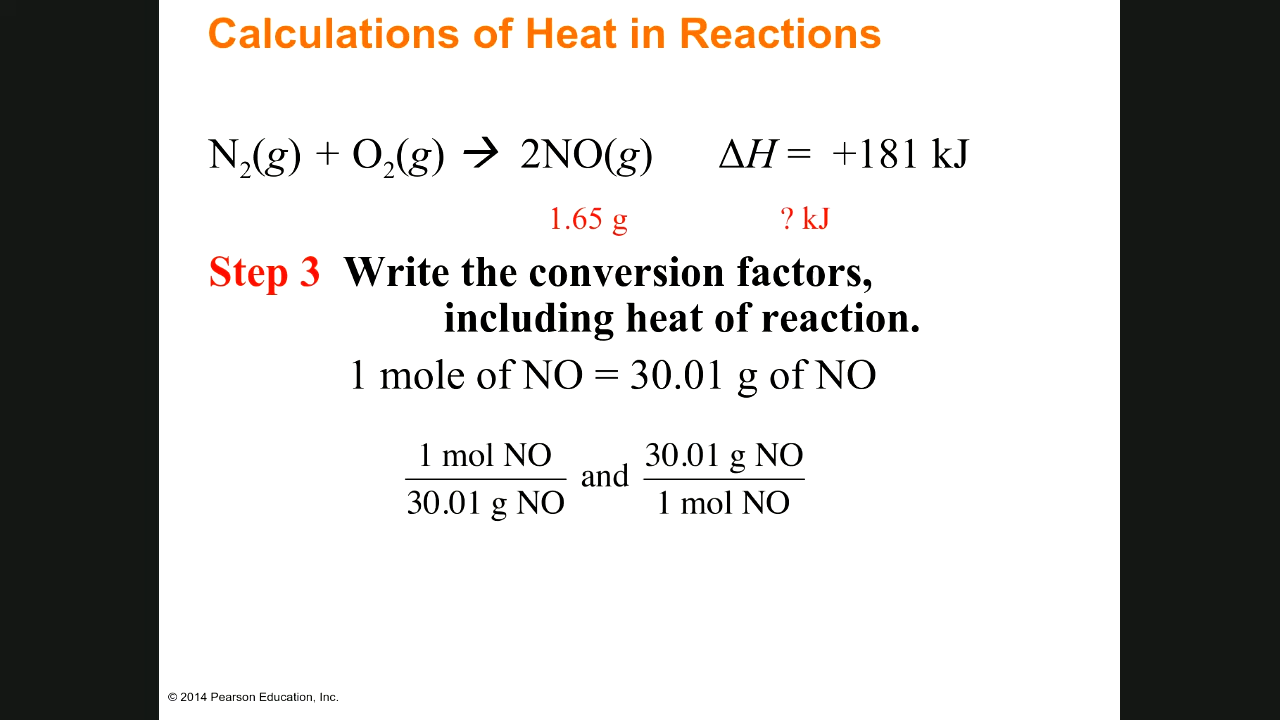 Calculations of Heat in Reactions
N₂(g) + O₂(g) → 2NO(g) ΔH = +181 kJ
1.65 g ? kJ
Step 3 Write the conversion factors,
including heat of reaction.
1 mole of NO = 30.01 g of NO
1 mol NO / 30.01 g NO and 30.01 g NO / 1 mol NO
© 2014 Pearson Education, Inc.